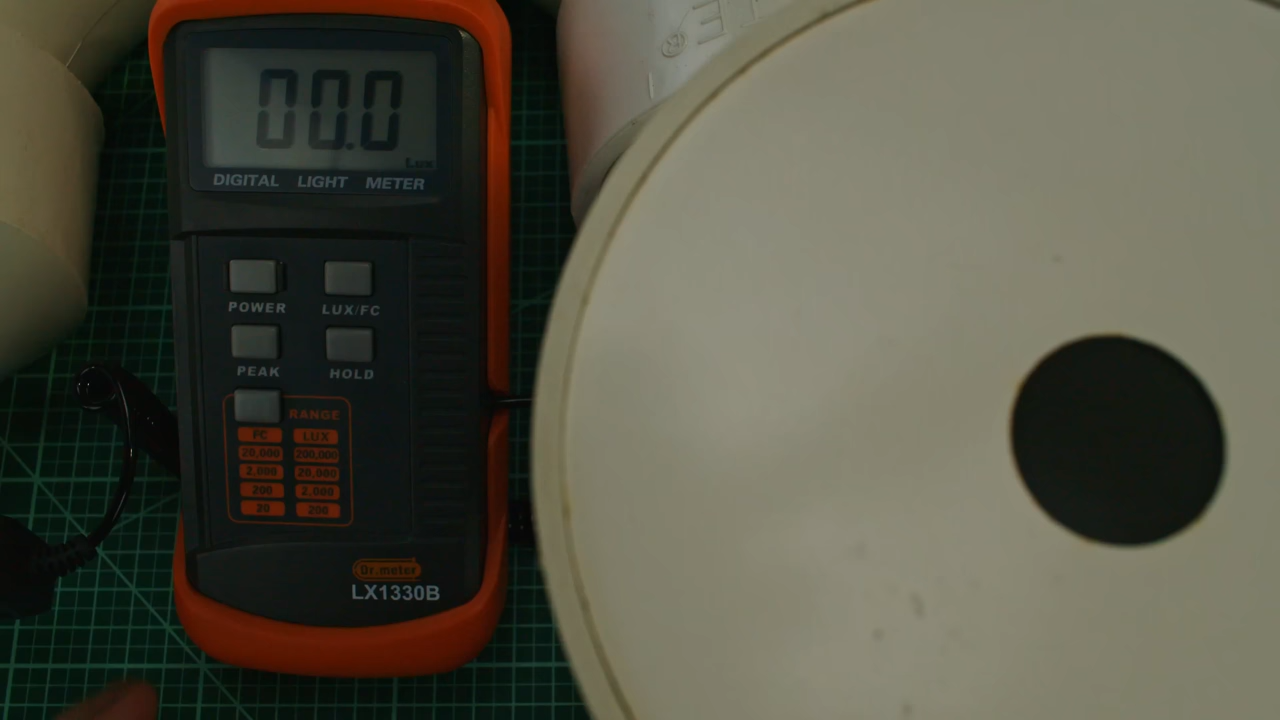 00.0
Lux
DIGITAL LIGHT METER
POWER LUX/FC
PEAK HOLD
RANGE
FC LUX
20,000 200,000
2,000 20,000
200 2,000
20 200
Dr.meter
LX1330B